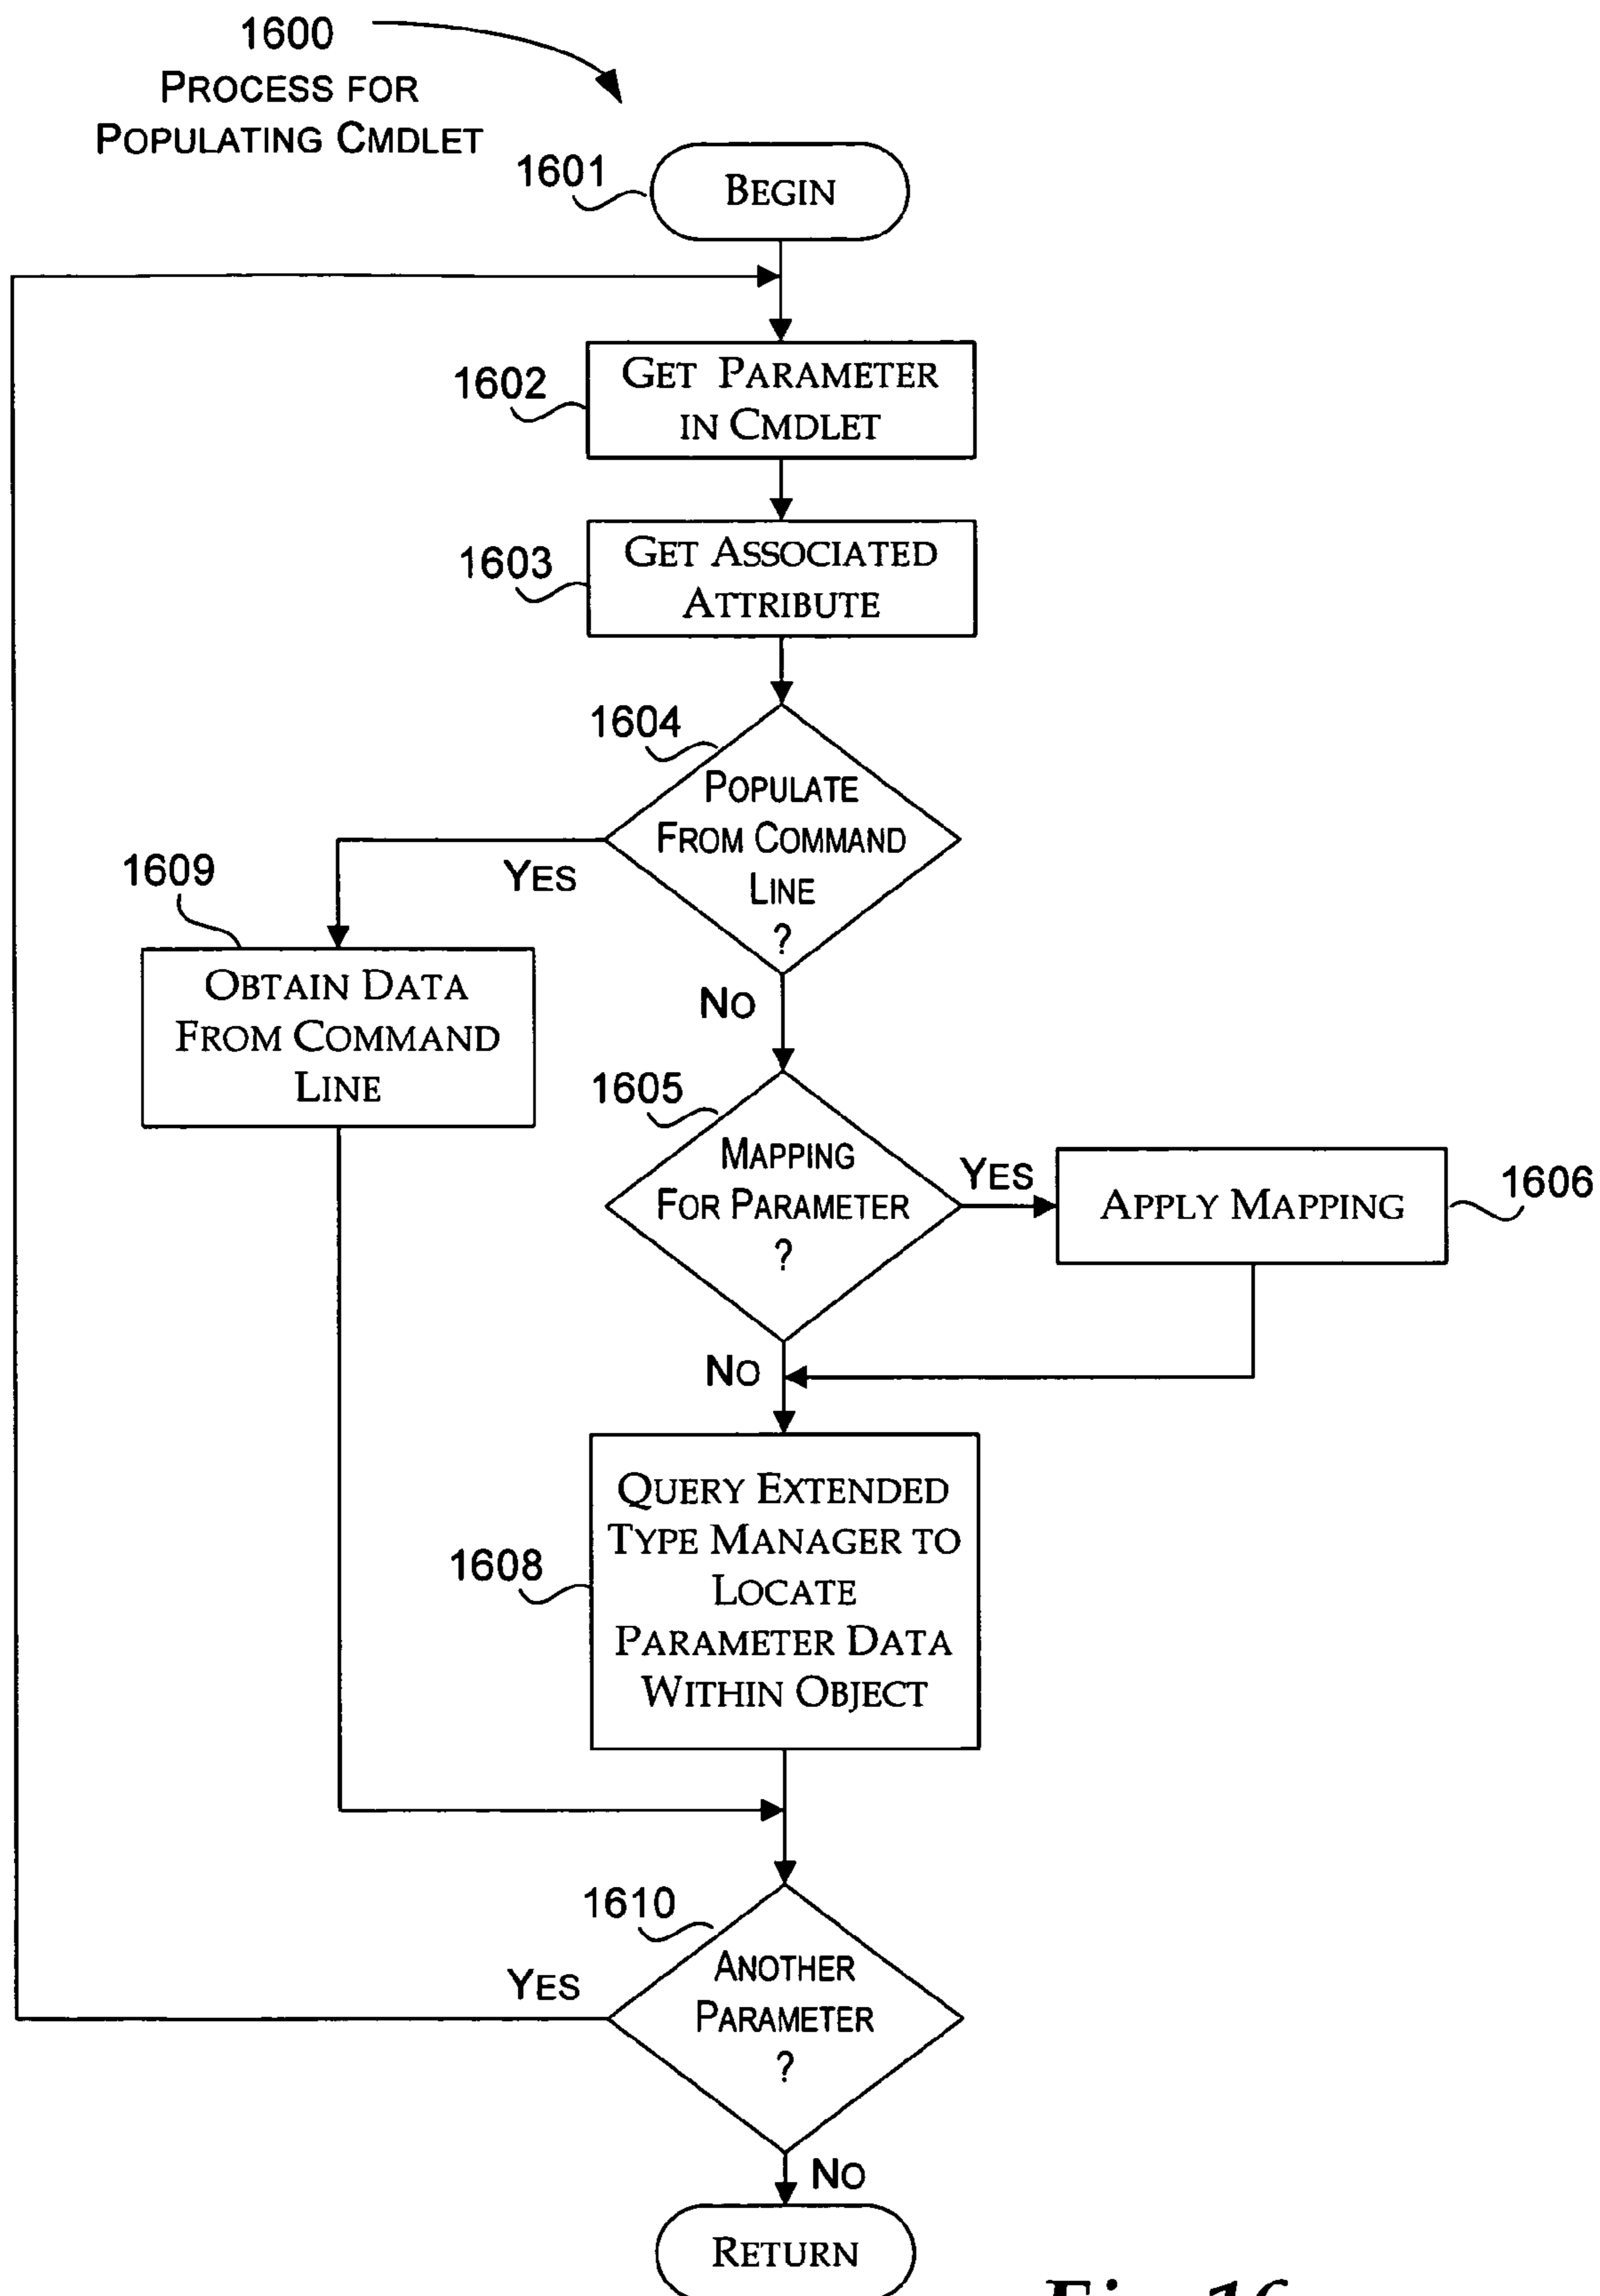 1600
PROCESS FOR
POPULATING CMDLET
1601
BEGIN
1602
GET PARAMETER
IN CMDLET
1603
GET ASSOCIATED
ATTRIBUTE
1604
POPULATE
FROM COMMAND
LINE
?
YES
1609
OBTAIN DATA
FROM COMMAND
LINE
NO
1605
MAPPING
FOR PARAMETER
?
YES
APPLY MAPPING
1606
NO
1608
QUERY EXTENDED
TYPE MANAGER TO
LOCATE
PARAMETER DATA
WITHIN OBJECT
1610
ANOTHER
PARAMETER
?
YES
NO
RETURN